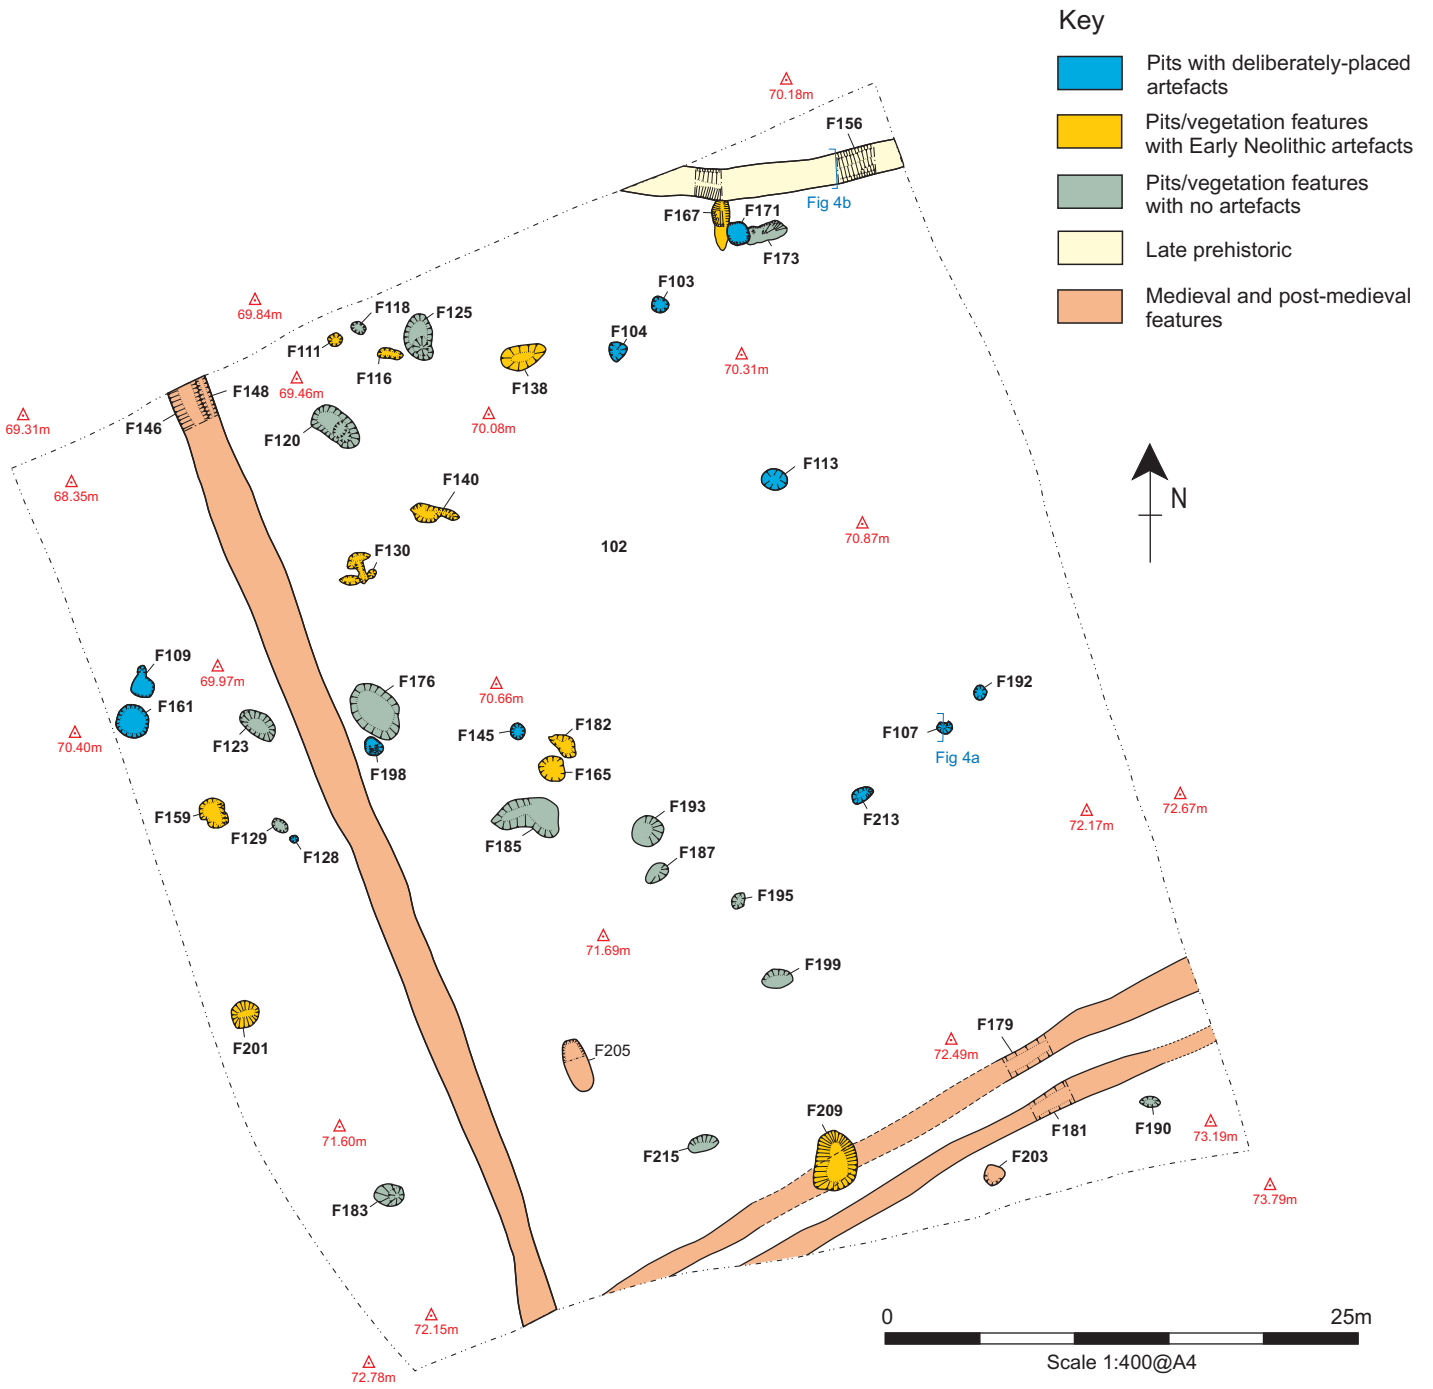 Key
Pits with deliberately-placed
artefacts
Pits/vegetation features
with Early Neolithic artefacts
Pits/vegetation features
with no artefacts
Late prehistoric
Medieval and post-medieval
features
70.18m
F156
Fig 4b
F167
F171
F173
F103
69.84m
F118
F125
F104
F111
F116
70.31m
F138
69.46m
F148
F146
69.31m
F120
70.08m
F113
68.35m
F140
N
70.87m
102
F130
F109
69.97m
F176
70.66m
F192
F161
F123
70.40m
F145
F182
F107
Fig 4a
F198
F165
F159
F193
F213
72.67m
72.17m
F129
F185
F128
F187
F195
71.69m
F199
F179
F201
F205
72.49m
F209
71.60m
F181
F190
73.19m
F215
F203
73.79m
F183
72.15m
72.78m
0
25m
Scale 1:400@A4